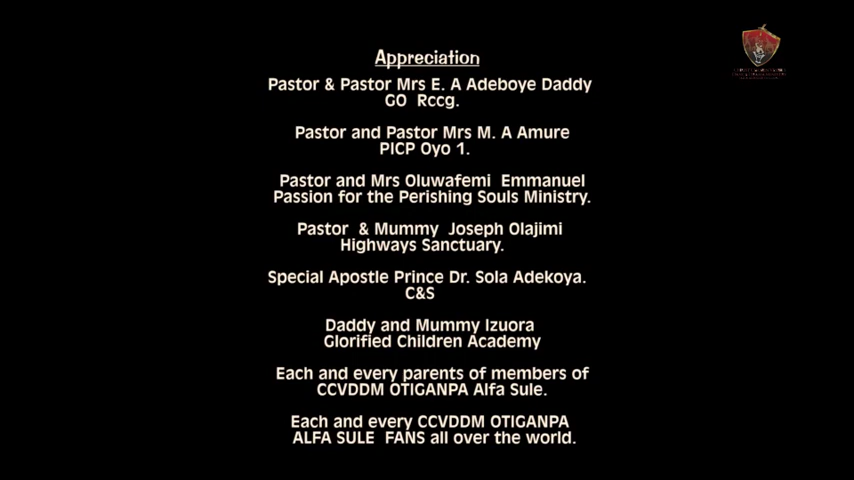 Appreciation
Pastor & Pastor Mrs E. A Adeboye Daddy
GO Rccg.
Pastor and Pastor Mrs M. A Amure
PICP Oyo 1.
Pastor and Mrs Oluwafemi Emmanuel
Passion for the Perishing Souls Ministry.
Pastor & Mummy Joseph Olajimi
Highways Sanctuary.
Special Apostle Prince Dr. Sola Adekoya.
C&S
Daddy and Mummy Izuora
Glorified Children Academy
Each and every parents of members of
CCVDDM OTIGANPA Alfa Sule.
Each and every CCVDDM OTIGANPA
ALFA SULE FANS all over the world.